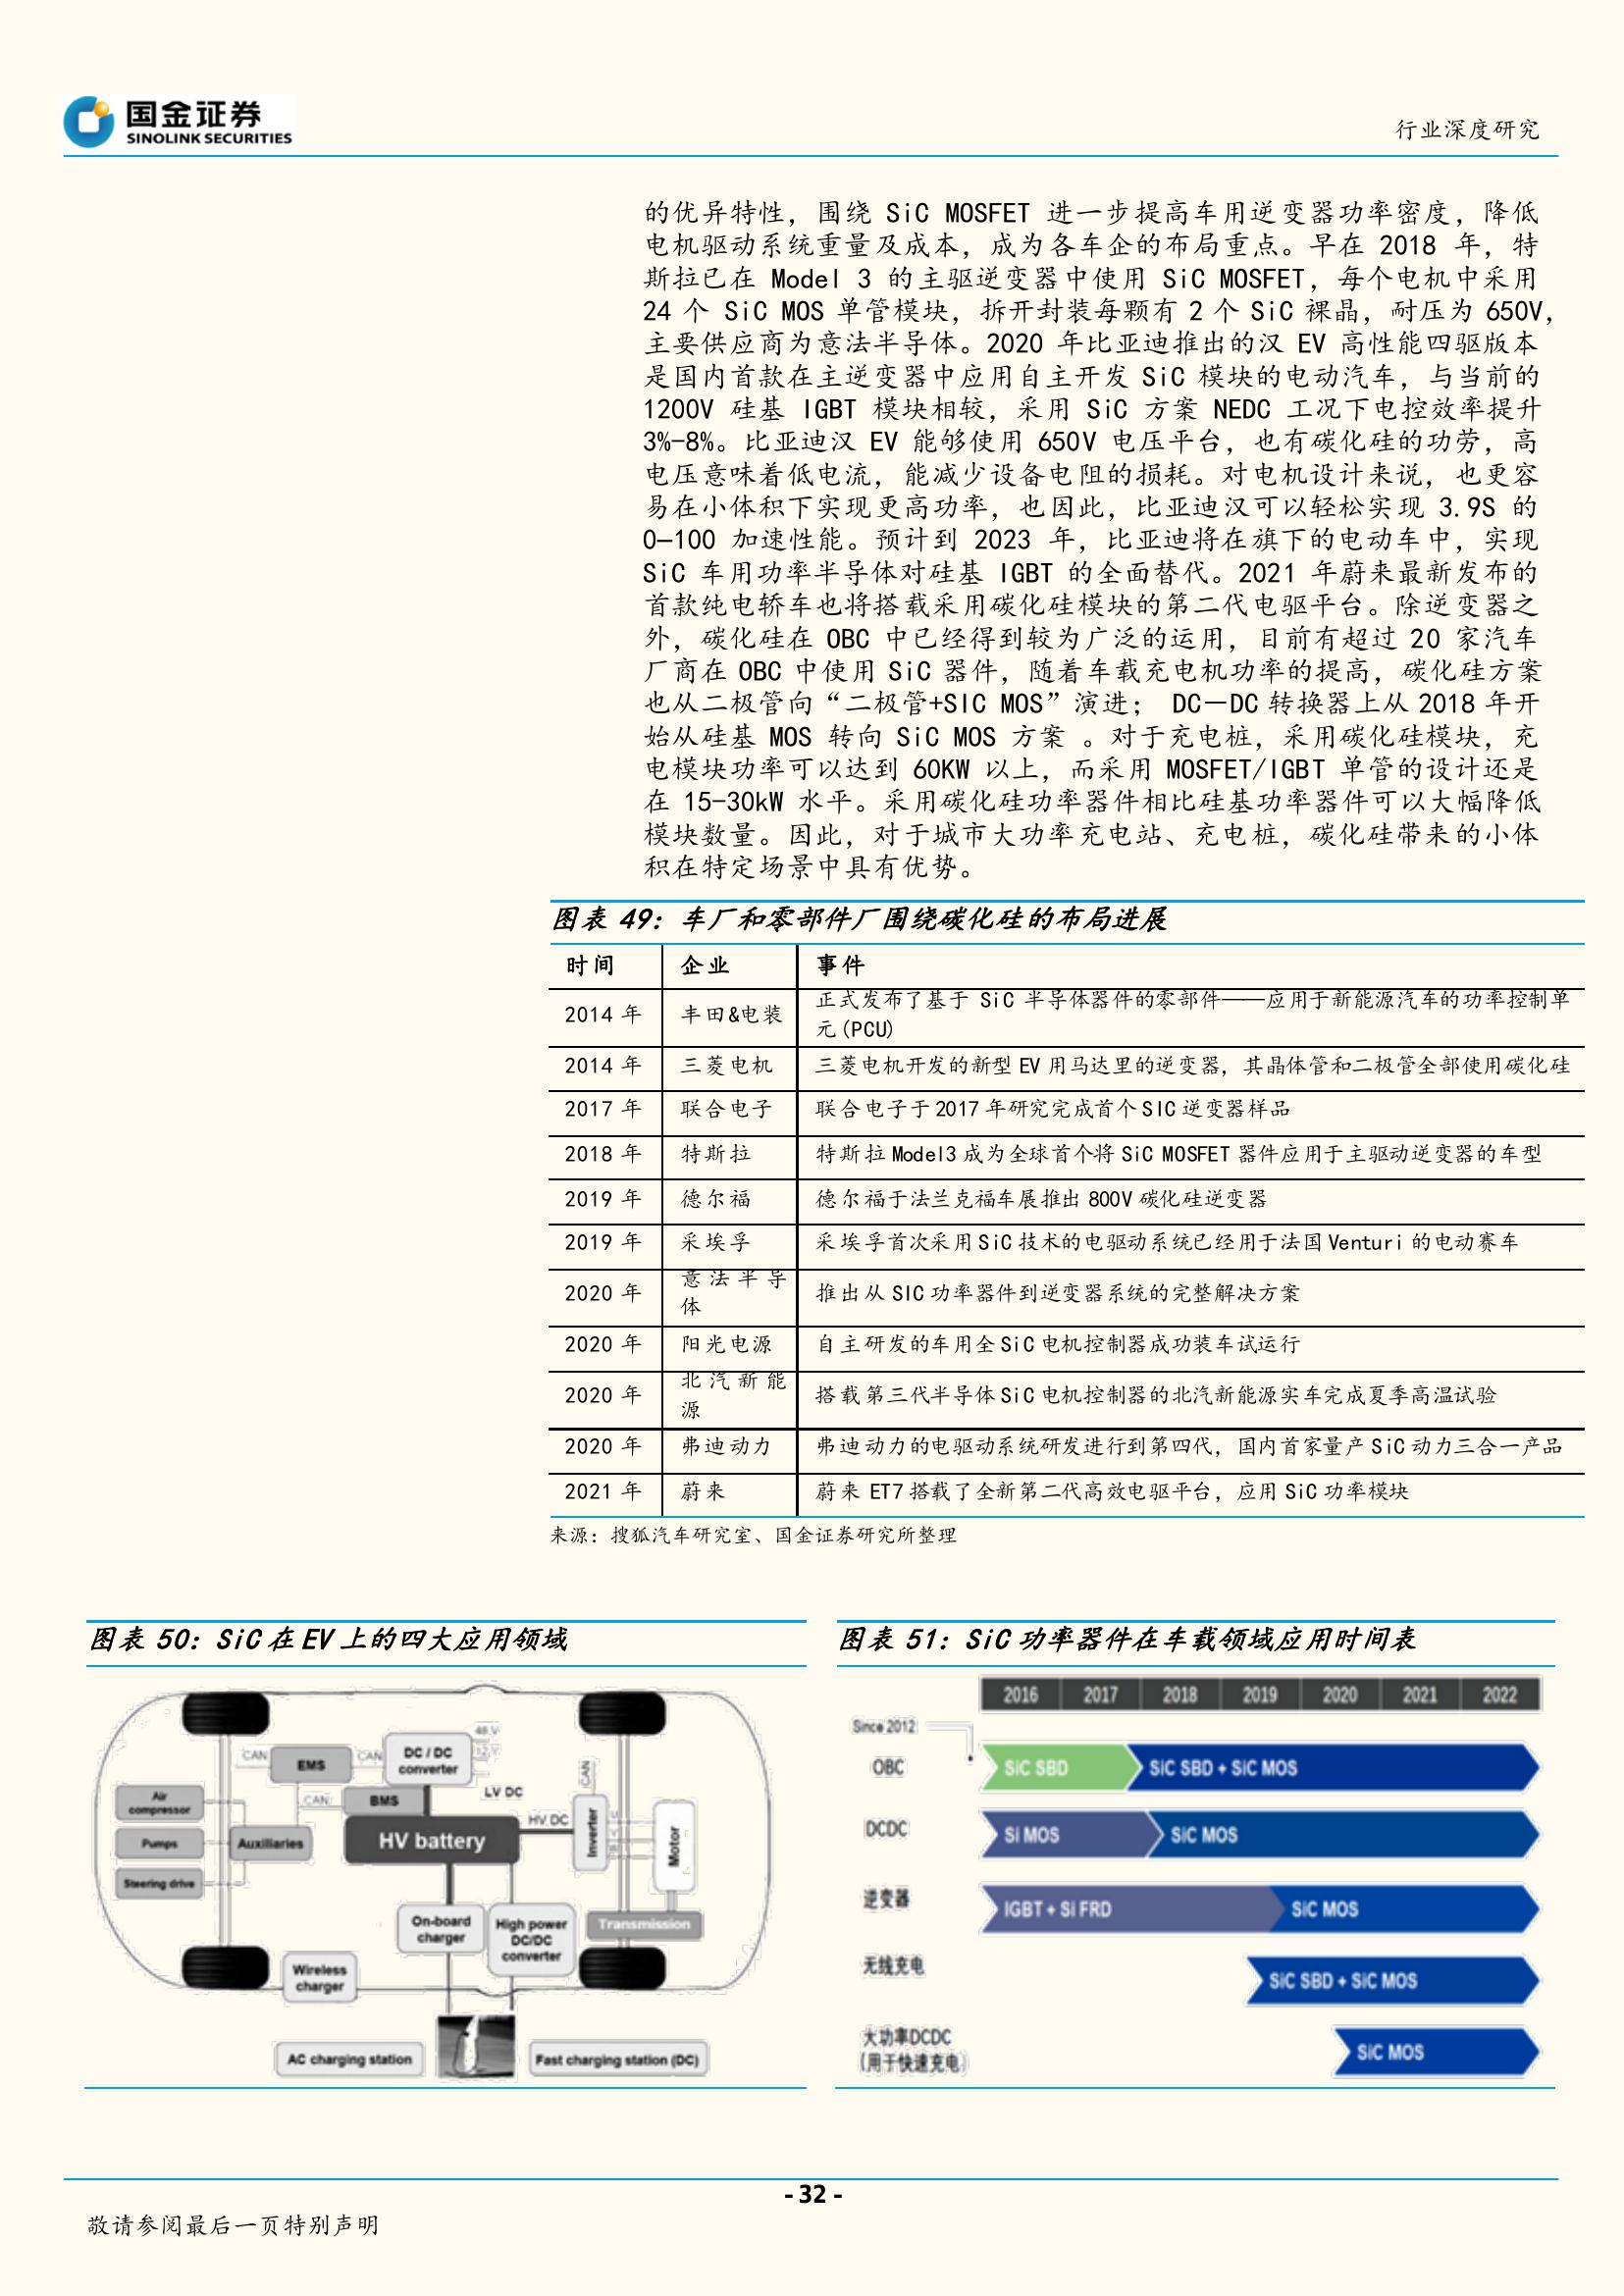 国金证券
SINOLINK SECURITIES
行业深度研究
的优异特性，围绕 SiC MOSFET 进一步提高车用逆变器功率密度，降低
电机驱动系统重量及成本，成为各车企的布局重点。早在 2018 年，特
斯拉已在 Model 3 的主驱逆变器中使用 SiC MOSFET，每个电机中采用
24 个 SiC MOS 单管模块，拆开封装每颗有 2 个 SiC 裸晶，耐压为 650V，
主要供应商为意法半导体。2020 年比亚迪推出的汉 EV 高性能四驱版本
是国内首款在主逆变器中应用自主开发 SiC 模块的电动汽车，与当前的
1200V 硅基 IGBT 模块相较，采用 SiC 方案 NEDC 工况下电控效率提升
3%-8%。比亚迪汉 EV 能够使用 650V 电压平台，也有碳化硅的功劳，高
电压意味着低电流，能减少设备电阻的损耗。对电机设计来说，也更容
易在小体积下实现更高功率，也因此，比亚迪汉可以轻松实现 3.9S 的
0—100 加速性能。预计到 2023 年，比亚迪将在旗下的电动车中，实现
SiC 车用功率半导体对硅基 IGBT 的全面替代。2021 年蔚来最新发布的
首款纯电轿车也将搭载采用碳化硅模块的第二代电驱平台。除逆变器之
外，碳化硅在 OBC 中已经得到较为广泛的运用，目前有超过 20 家汽车
厂商在 OBC 中使用 SiC 器件，随着车载充电机功率的提高，碳化硅方案
也从二极管向“二极管+SIC MOS”演进； DC－DC 转换器上从 2018 年开
始从硅基 MOS 转向 SiC MOS 方案 。对于充电桩，采用碳化硅模块，充
电模块功率可以达到 60KW 以上，而采用 MOSFET/IGBT 单管的设计还是
在 15-30kW 水平。采用碳化硅功率器件相比硅基功率器件可以大幅降低
模块数量。因此，对于城市大功率充电站、充电桩，碳化硅带来的小体
积在特定场景中具有优势。
图表 49：车厂和零部件厂围绕碳化硅的布局进展
时间 企业 事件
2014 年 丰田&电装 正式发布了基于 SiC 半导体器件的零部件——应用于新能源汽车的功率控制单
元(PCU)
2014 年 三菱电机 三菱电机开发的新型 EV 用马达里的逆变器，其晶体管和二极管全部使用碳化硅
2017 年 联合电子 联合电子于 2017 年研究完成首个 SIC 逆变器样品
2018 年 特斯拉 特斯拉 Model3 成为全球首个将 SiC MOSFET 器件应用于主驱动逆变器的车型
2019 年 德尔福 德尔福于法兰克福车展推出 800V 碳化硅逆变器
2019 年 采埃孚 采埃孚首次采用 SiC 技术的电驱动系统已经用于法国 Venturi 的电动赛车
2020 年 意法半导体 推出从 SIC 功率器件到逆变器系统的完整解决方案
2020 年 阳光电源 自主研发的车用全 SiC 电机控制器成功装车试运行
2020 年 北汽新能源 搭载第三代半导体 SiC 电机控制器的北汽新能源实车完成夏季高温试验
2020 年 弗迪动力 弗迪动力的电驱动系统研发进行到第四代，国内首家量产 SiC 动力三合一产品
2021 年 蔚来 蔚来 ET7 搭载了全新第二代高效电驱平台，应用 SiC 功率模块
来源：搜狐汽车研究室、国金证券研究所整理
图表 50：SiC 在 EV 上的四大应用领域
CAN
EMS
CAN
DC / DC
converter
48 V
12 V
LV DC
CAN
BMS
Air
compressor
Pumps
Steering drive
Auxiliaries
HV battery
HV DC
CAN
Inverter
Motor
On-board
charger
High power
DC/DC
converter
Transmission
Wireless
charger
AC charging station
Fast charging station (DC)
图表 51：SiC 功率器件在车载领域应用时间表
2016 2017 2018 2019 2020 2021 2022
Since 2012
OBC SiC SBD SiC SBD + SiC MOS
DCDC Si MOS SiC MOS
逆变器 IGBT + Si FRD SiC MOS
无线充电 SiC SBD + SiC MOS
大功率DCDC
(用于快速充电)
SiC MOS
- 32 -
敬请参阅最后一页特别声明